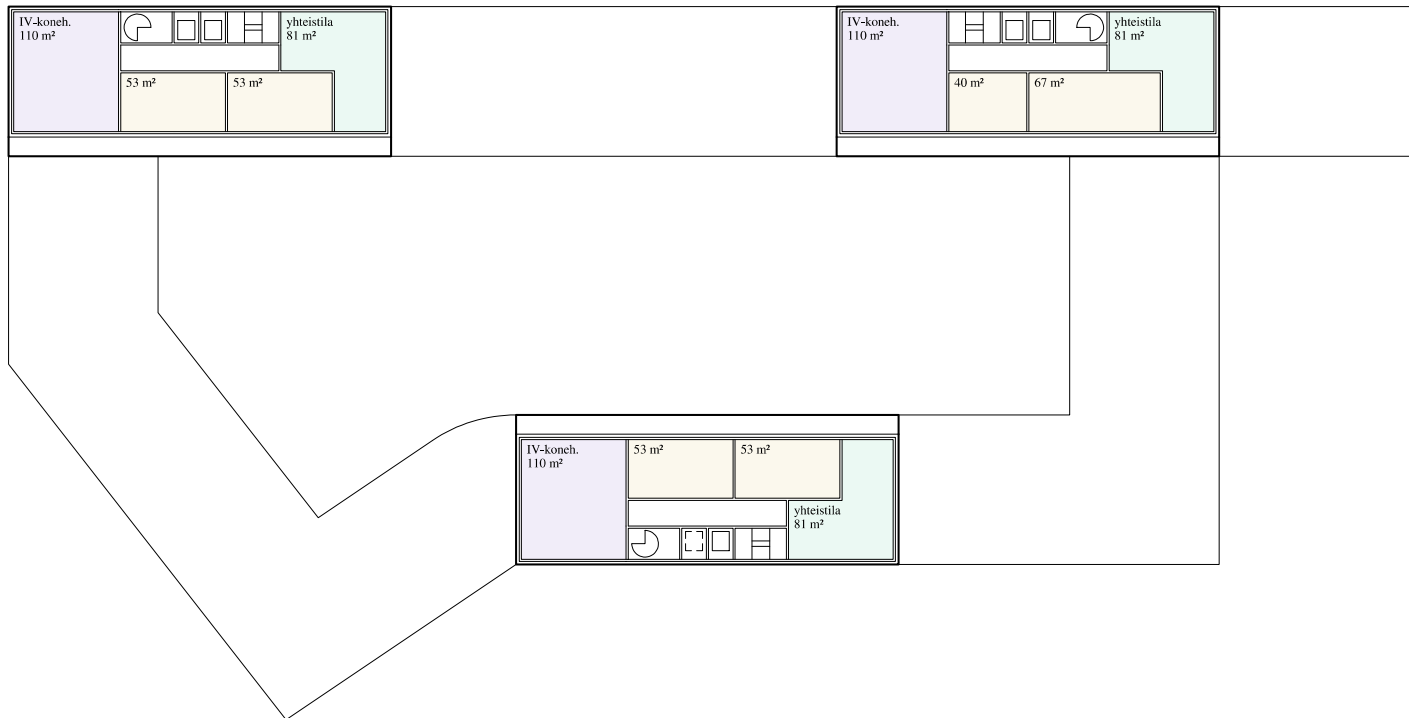 IV-koneh.
110 m²
yhteistila
81 m²
53 m²
53 m²
IV-koneh.
110 m²
yhteistila
81 m²
40 m²
67 m²
IV-koneh.
110 m²
53 m²
53 m²
yhteistila
81 m²